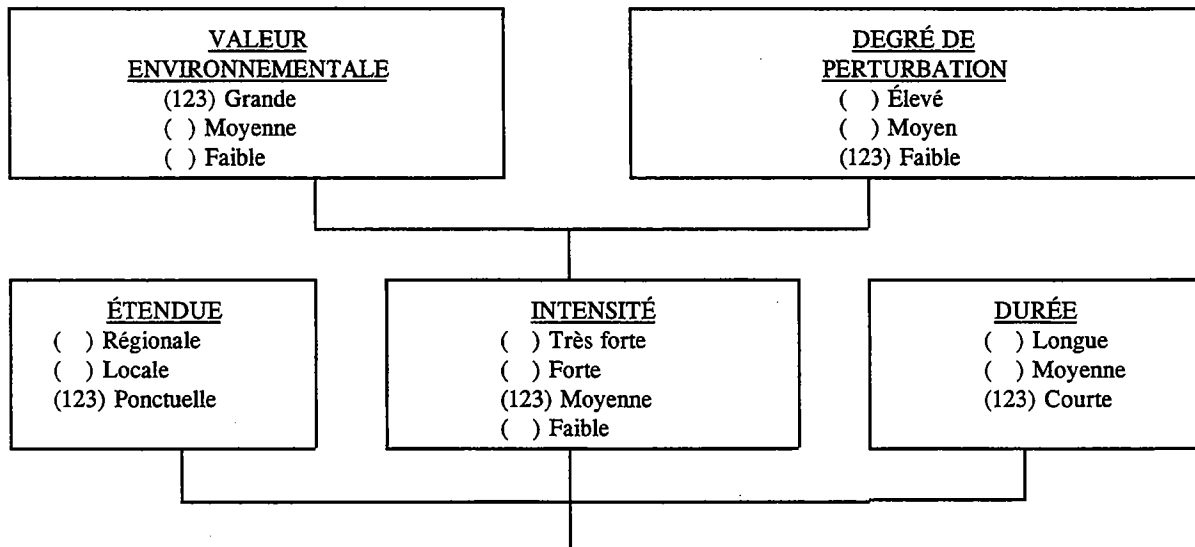 VALEUR
ENVIRONNEMENTALE
(123) Grande
( ) Moyenne
( ) Faible
DEGRÉ DE
PERTURBATION
( ) Élevé
( ) Moyen
(123) Faible
ÉTENDUE
( ) Régionale
( ) Locale
(123) Ponctuelle
INTENSITÉ
( ) Très forte
( ) Forte
(123) Moyenne
( ) Faible
DURÉE
( ) Longue
( ) Moyenne
(123) Courte